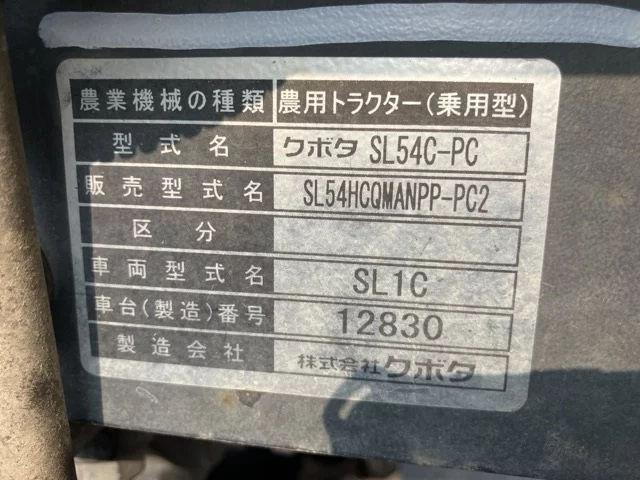 農業機械の種類 農用トラクター(乗用型)
型式名 クボタ SL54C-PC
販売型式名 SL54HCQMANPP-PC2
区分
車両型式名 SL1C
車台(製造)番号 12830
製造会社 株式会社クボタ